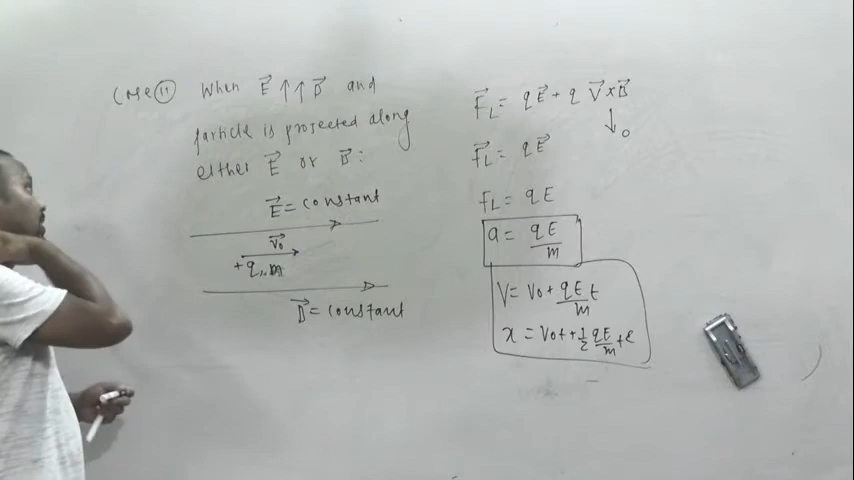 Case (11) When E⃗ ↑↑ B⃗ and
particle is projected along
either E⃗ or B⃗ :
E⃗ = constant
V⃗₀
+q, m
B⃗ = constant
F⃗L = qE⃗ + q V⃗×B⃗
↓0
F⃗L = qE⃗
FL = qE
a = qE/m
V = V0 + qE/m t
x = V0t + 1/2 qE/m t²